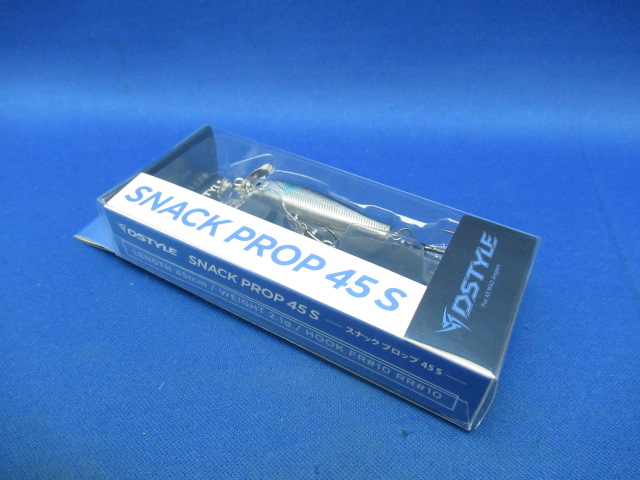 SNACK PROP 45 S
DSTYLE
DSTYLE SNACK PROP 45 S スナック プロップ 45 S
LENGTH 45mm / WEIGHT 2.1g / HOOK FR#10 RR#10